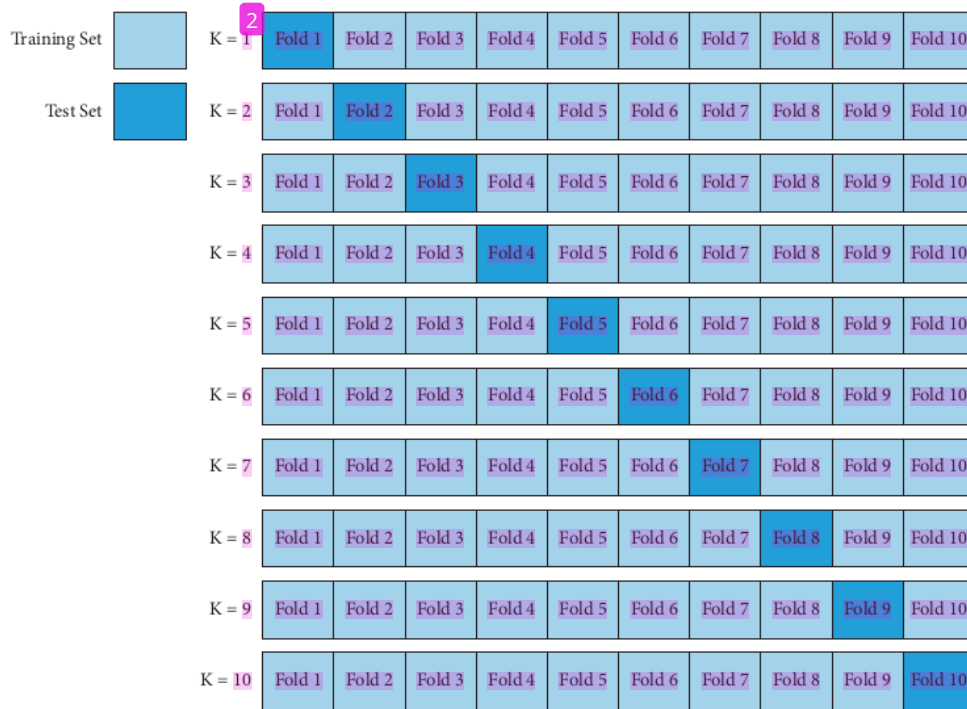 2
Training Set K = 1 Fold 1 Fold 2 Fold 3 Fold 4 Fold 5 Fold 6 Fold 7 Fold 8 Fold 9 Fold 10
Test Set K = 2 Fold 1 Fold 2 Fold 3 Fold 4 Fold 5 Fold 6 Fold 7 Fold 8 Fold 9 Fold 10
K = 3 Fold 1 Fold 2 Fold 3 Fold 4 Fold 5 Fold 6 Fold 7 Fold 8 Fold 9 Fold 10
K = 4 Fold 1 Fold 2 Fold 3 Fold 4 Fold 5 Fold 6 Fold 7 Fold 8 Fold 9 Fold 10
K = 5 Fold 1 Fold 2 Fold 3 Fold 4 Fold 5 Fold 6 Fold 7 Fold 8 Fold 9 Fold 10
K = 6 Fold 1 Fold 2 Fold 3 Fold 4 Fold 5 Fold 6 Fold 7 Fold 8 Fold 9 Fold 10
K = 7 Fold 1 Fold 2 Fold 3 Fold 4 Fold 5 Fold 6 Fold 7 Fold 8 Fold 9 Fold 10
K = 8 Fold 1 Fold 2 Fold 3 Fold 4 Fold 5 Fold 6 Fold 7 Fold 8 Fold 9 Fold 10
K = 9 Fold 1 Fold 2 Fold 3 Fold 4 Fold 5 Fold 6 Fold 7 Fold 8 Fold 9 Fold 10
K = 10 Fold 1 Fold 2 Fold 3 Fold 4 Fold 5 Fold 6 Fold 7 Fold 8 Fold 9 Fold 10